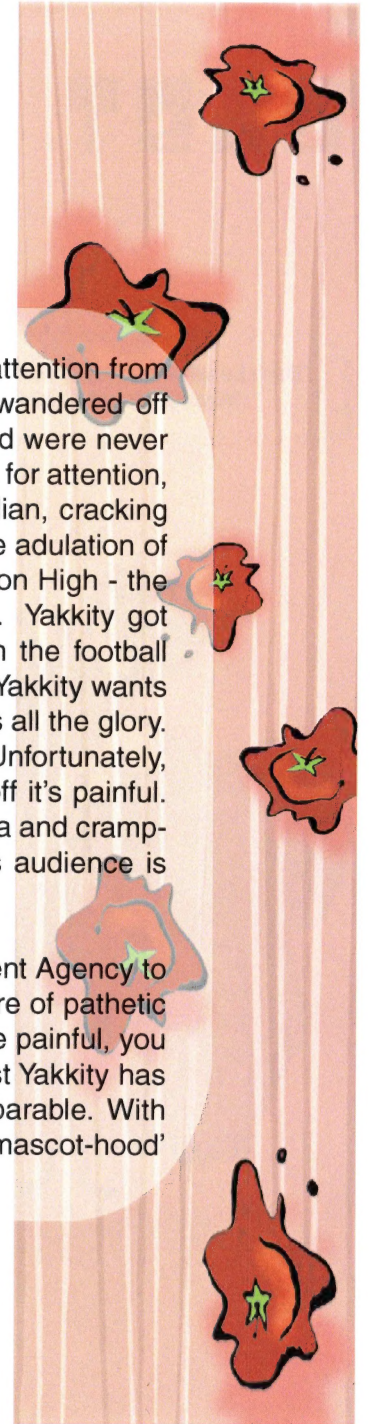 attention from
wandered off
d were never
for attention,
lian, cracking
e adulation of
on High - the
. Yakkity got
n the football
Yakkity wants
s all the glory.
Unfortunately,
ff it's painful.
a and cramp-
s audience is
nt Agency to
re of pathetic
e painful, you
st Yakkity has
parable. With
mascot-hood'